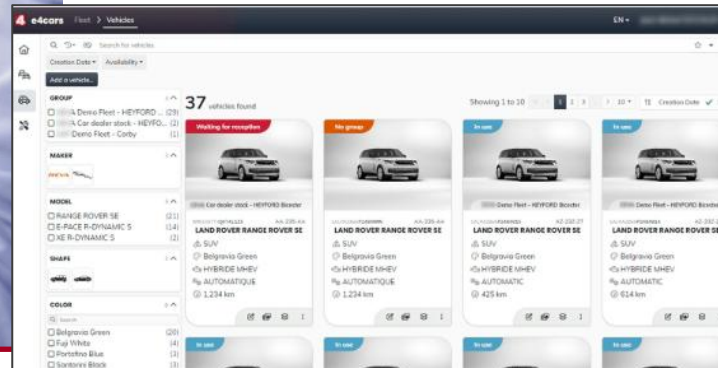 e4cars Fleet > Vehicles EN
Search for vehicles
Creation Date Availability
Add a vehicle...
GROUP
Demo Fleet - HEYFORD ... (29)
Car dealer stock - HEYFO... (2)
Demo Fleet - Corby (1)
MAKER
MODEL
RANGE ROVER SE (21)
E-PACE R-DYNAMIC S (14)
XE R-DYNAMIC S (2)
SHAPE
COLOR
Search
Belgravia Green (20)
Fuji White (4)
Portofino Blue (3)
Santorini Black (3)
37 vehicles found
Showing 1 to 10 1 2 3 10 Creation Date
Waiting for reception
Car dealer stock - HEYFORD Bicester
LAND ROVER RANGE ROVER SE
SUV
Belgravia Green
HYBRIDE MHEV
AUTOMATIQUE
1,234 km
No group
LAND ROVER RANGE ROVER SE
SUV
Belgravia Green
HYBRIDE MHEV
AUTOMATIQUE
1,234 km
In use
Demo Fleet - HEYFORD Bicester
LAND ROVER RANGE ROVER SE
SUV
Belgravia Green
HYBRIDE MHEV
AUTOMATIC
425 km
In use
Demo Fleet - HEYFORD Bicester
LAND ROVER RANGE ROVER SE
SUV
Belgravia Green
HYBRIDE MHEV
AUTOMATIC
614 km
In use
In use
In use
In use